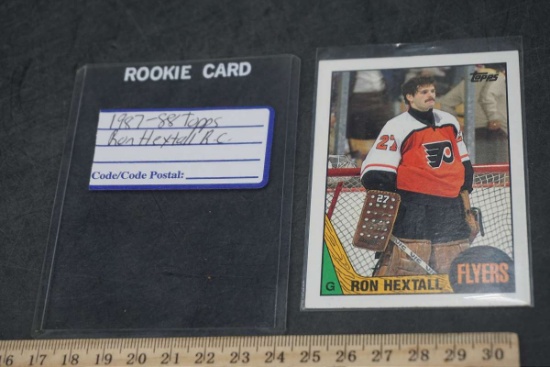 ROOKIE CARD
1987-88 Topps
Ron Hextall R.C.
Code/Code Postal:
topps
27
27
FLYERS
G RON HEXTALL
16 17 18 19 20 21 22 23 24 25 26 27 28 29 30